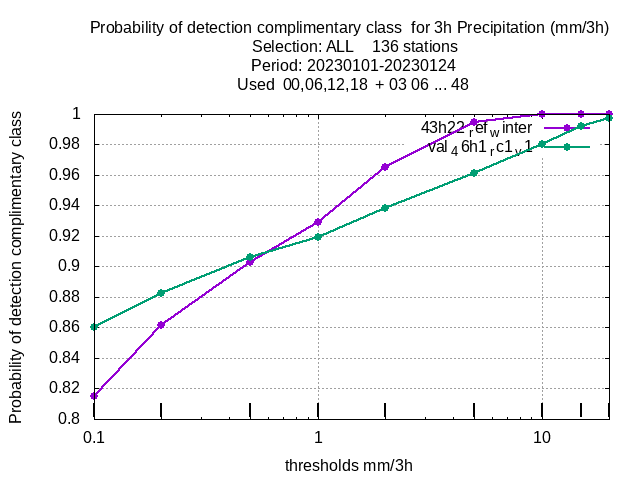 Probability of detection complimentary class  for 3h Precipitation (mm/3h)
Selection: ALL    136 stations
Period: 20230101-20230124
Used  00,06,12,18  + 03 06 ... 48
Probability of detection complimentary class
1
0.98
0.96
0.94
0.92
0.9
0.88
0.86
0.84
0.82
0.8
43h22refwinter
val46h1rc1v1
0.1
1
10
thresholds mm/3h